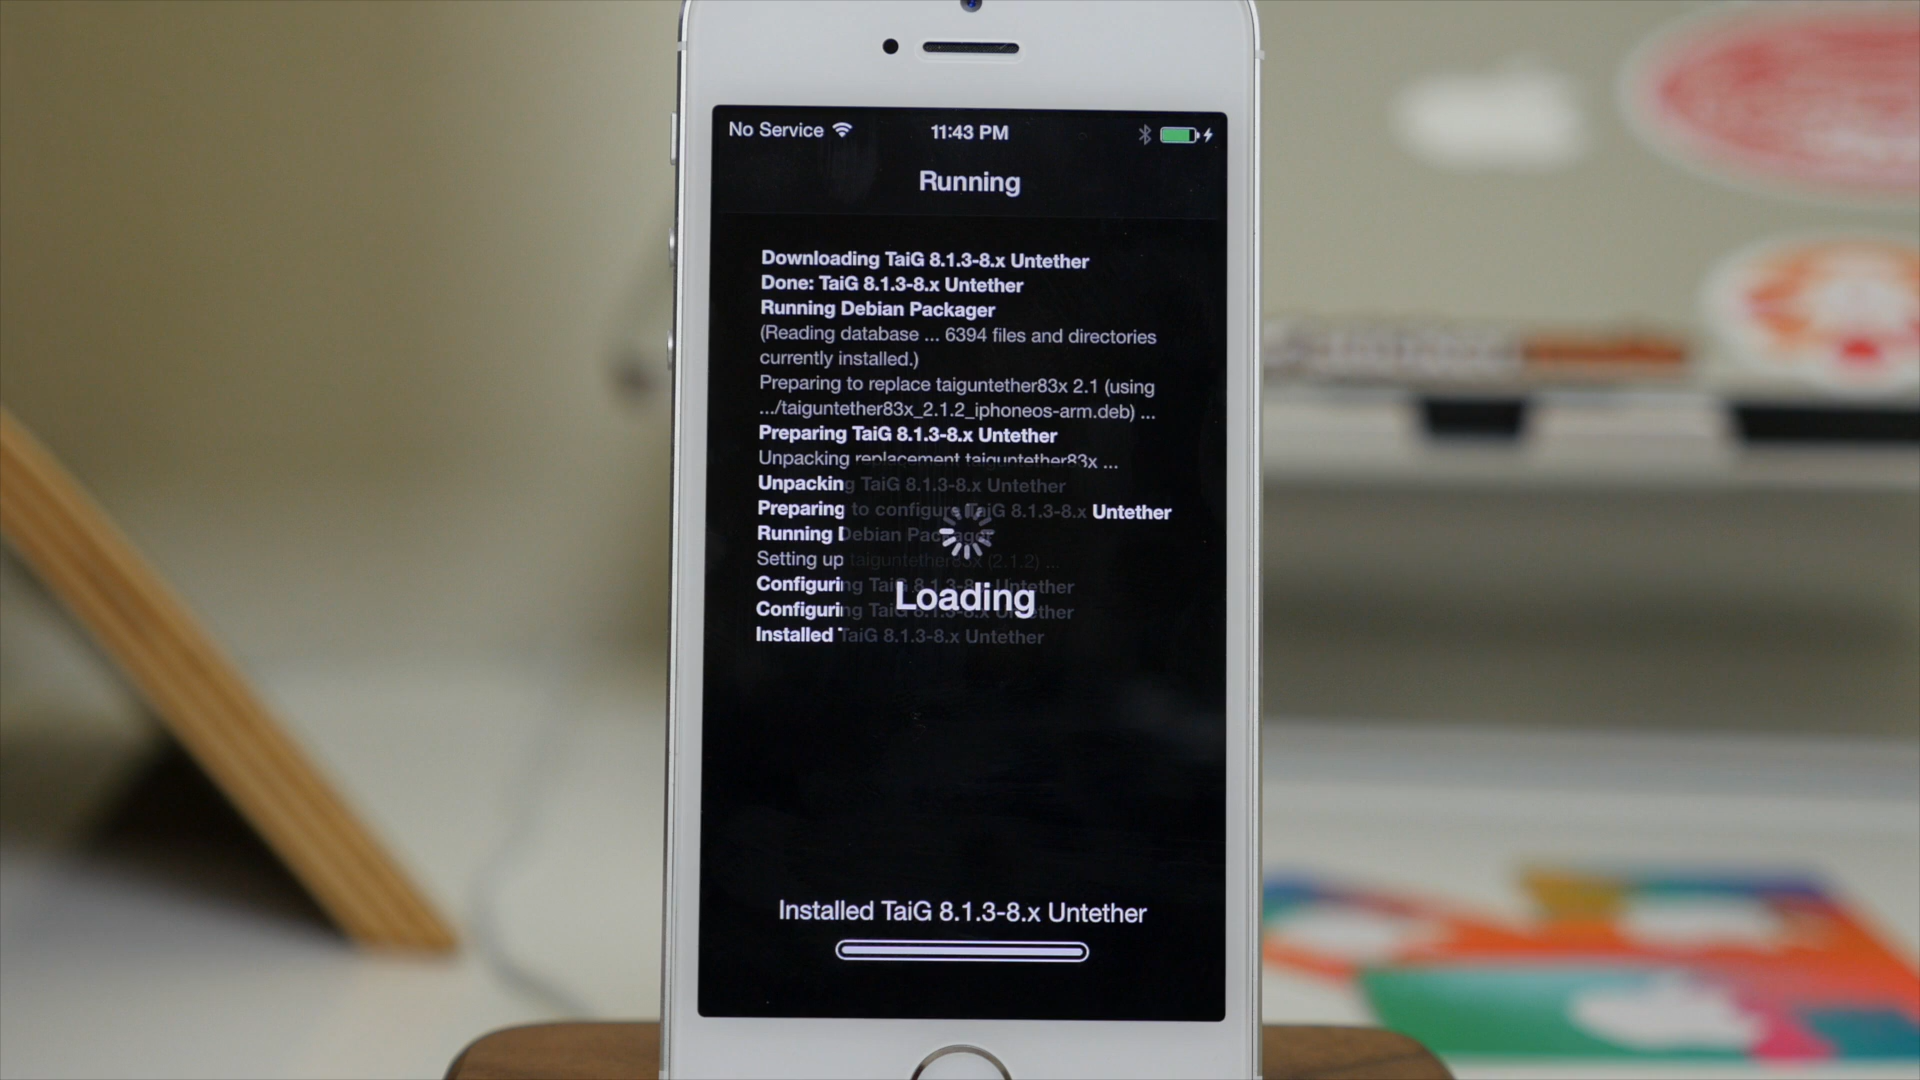 No Service
11:43 PM
Running
Downloading TaiG 8.1.3-8.x Untether
Done: TaiG 8.1.3-8.x Untether
Running Debian Packager
(Reading database ... 6394 files and directories
currently installed.)
Preparing to replace taiguntether83x 2.1 (using
.../taiguntether83x_2.1.2_iphoneos-arm.deb) ...
Preparing TaiG 8.1.3-8.x Untether
Unpacking replacement taiguntether83x ...
Unpacking TaiG 8.1.3-8.x Untether
Preparing to configure TaiG 8.1.3-8.x Untether
Running Debian Packager
Setting up taiguntether83x (2.1.2) ...
Configuring TaiG 8.1.3-8.x Untether
Configuring TaiG 8.1.3-8.x Untether
Installed TaiG 8.1.3-8.x Untether
Loading
Installed TaiG 8.1.3-8.x Untether